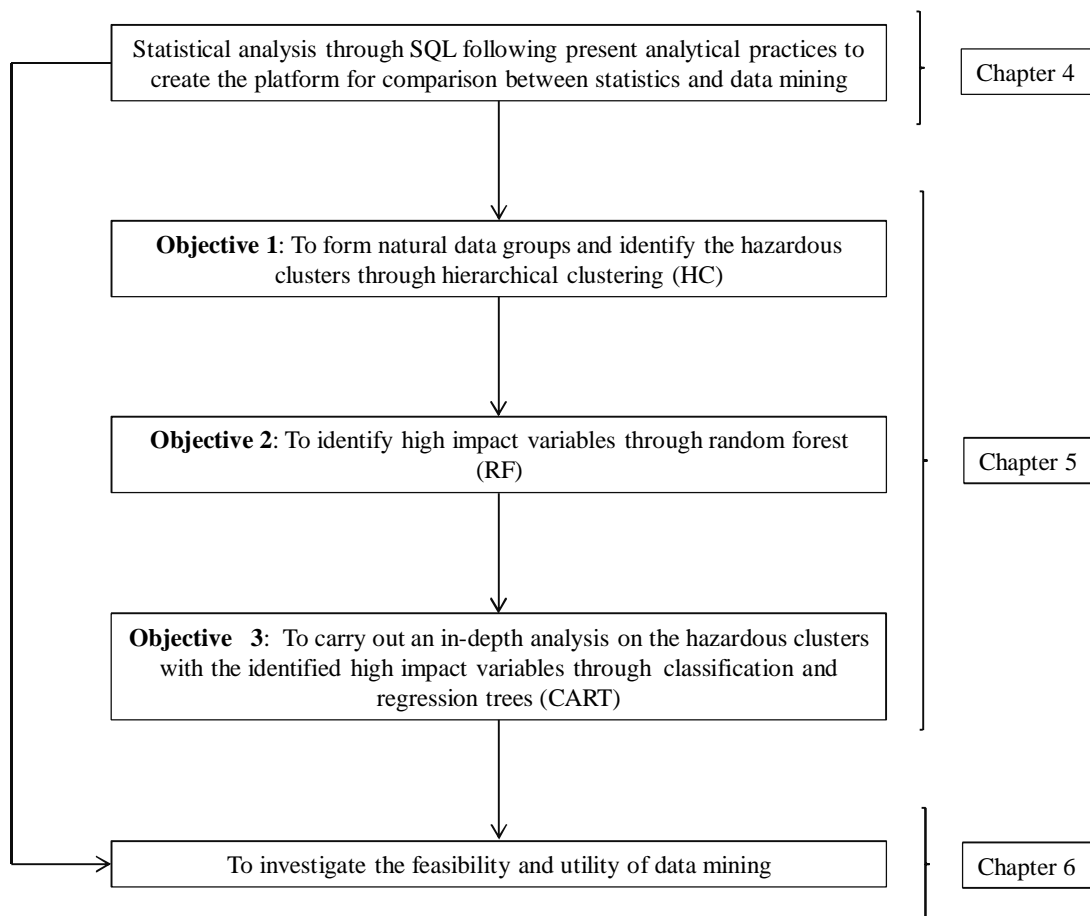 Statistical analysis through SQL following present analytical practices to
create the platform for comparison between statistics and data mining
Chapter 4
Objective 1: To form natural data groups and identify the hazardous
clusters through hierarchical clustering (HC)
Objective 2: To identify high impact variables through random forest
(RF)
Chapter 5
Objective 3: To carry out an in-depth analysis on the hazardous clusters
with the identified high impact variables through classification and
regression trees (CART)
To investigate the feasibility and utility of data mining
Chapter 6